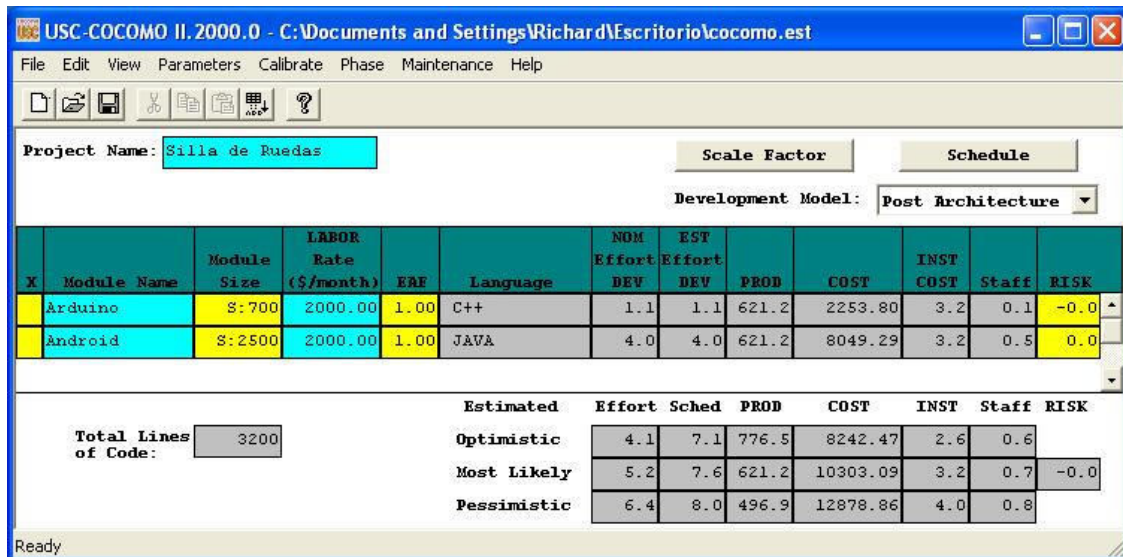 USC-COCOMO II.2000.0 - C:\Documents and Settings\Richard\Escritorio\cocomo.est
File Edit View Parameters Calibrate Phase Maintenance Help
Project Name: Silla de Ruedas
Scale Factor Schedule
Development Model: Post Architecture
X Module Name Module Size LABOR Rate ($/month) EAF Language NOM Effort DEV EST Effort DEV PROD COST INST COST Staff RISK
Arduino S:700 2000.00 1.00 C++ 1.1 1.1 621.2 2253.80 3.2 0.1 -0.0
Android S:2500 2000.00 1.00 JAVA 4.0 4.0 621.2 8049.29 3.2 0.5 0.0
Estimated Effort Sched PROD COST INST Staff RISK
Total Lines of Code: 3200
Optimistic 4.1 7.1 776.5 8242.47 2.6 0.6
Most Likely 5.2 7.6 621.2 10303.09 3.2 0.7 -0.0
Pessimistic 6.4 8.0 496.9 12878.86 4.0 0.8
Ready